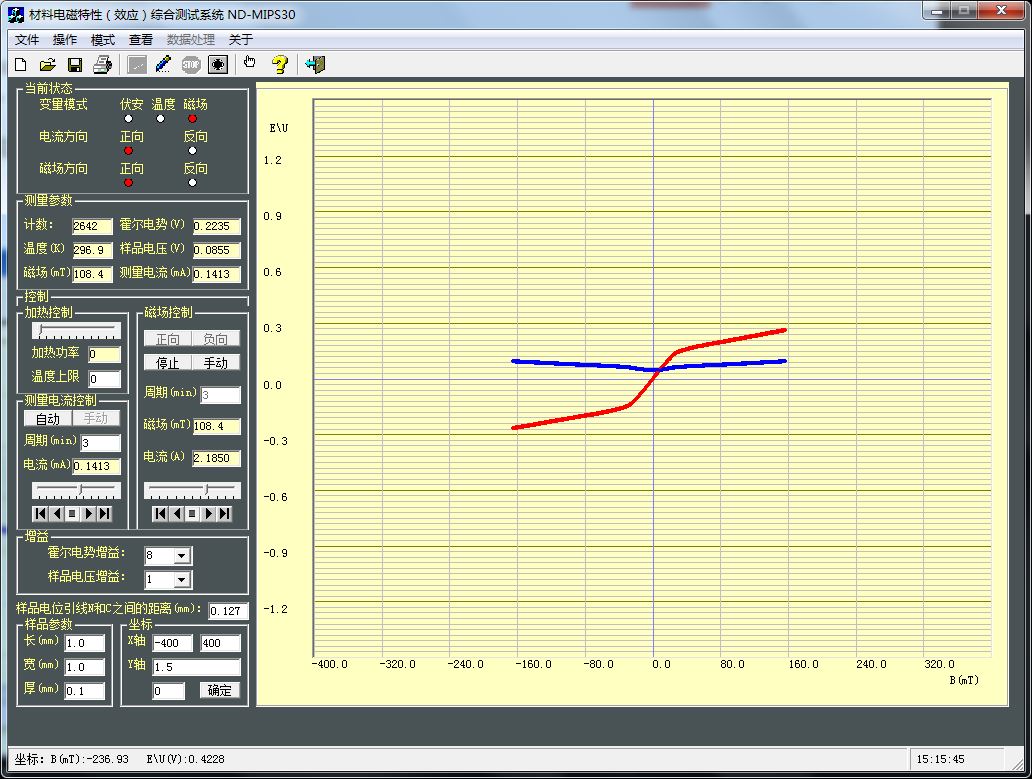 材料电磁特性（效应）综合测试系统 ND-MIPS30
文件 操作 模式 查看 数据处理 关于
STOP ?
当前状态
变量模式 伏安 温度 磁场
电流方向 正向 反向
磁场方向 正向 反向
测量参数
计数: 2642 霍尔电势(V) 0.2235
温度(K) 296.9 样品电压(V) 0.0855
磁场(mT) 108.4 测量电流(mA) 0.1413
控制
加热控制
加热功率 0
温度上限 0
测量电流控制
自动 手动
周期(min) 3
电流(mA) 0.1413
磁场控制
正向 负向
停止 手动
周期(min) 3
磁场(mT) 108.4
电流(A) 2.1850
增益
霍尔电势增益: 8
样品电压增益: 1
样品电位引线N和C之间的距离(mm): 0.127
样品参数
长(mm) 1.0
宽(mm) 1.0
厚(mm) 0.1
坐标
X轴 -400 400
Y轴 1.5
0 确定
E\U
1.2
0.9
0.6
0.3
0.0
-0.3
-0.6
-0.9
-1.2
-400.0 -320.0 -240.0 -160.0 -80.0 0.0 80.0 160.0 240.0 320.0
B(mT)
坐标: B(mT):-236.93 E\U(V):0.4228 15:15:45